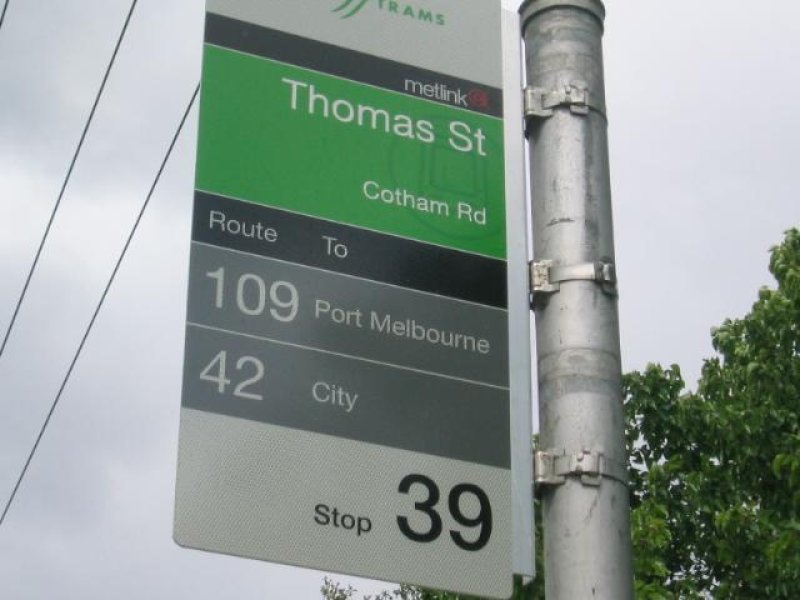 TRAMS
metlink
Thomas St
Cotham Rd
Route To
109 Port Melbourne
42 City
Stop 39